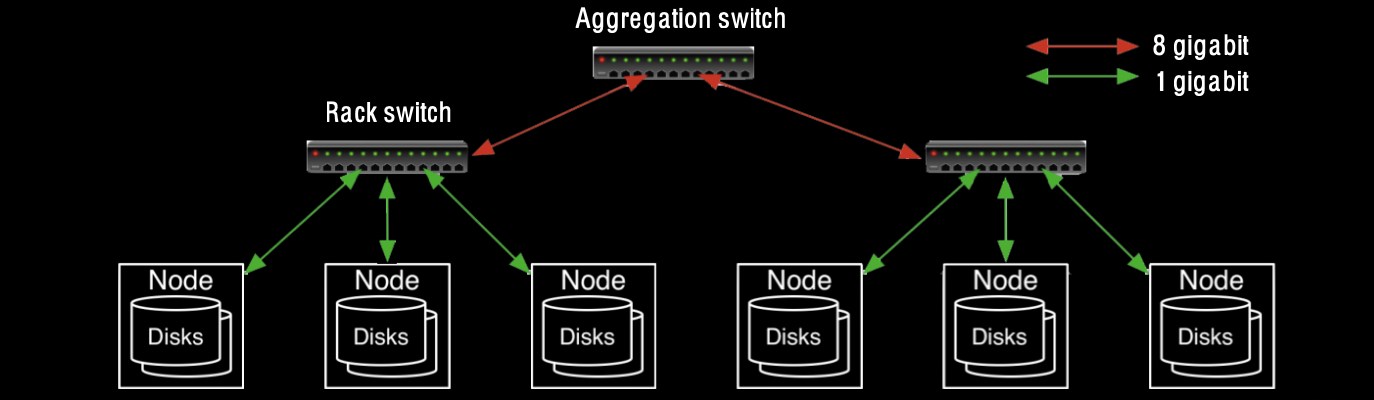 Aggregation switch
8 gigabit
1 gigabit
Rack switch
Node
Disks
Node
Disks
Node
Disks
Node
Disks
Node
Disks
Node
Disks